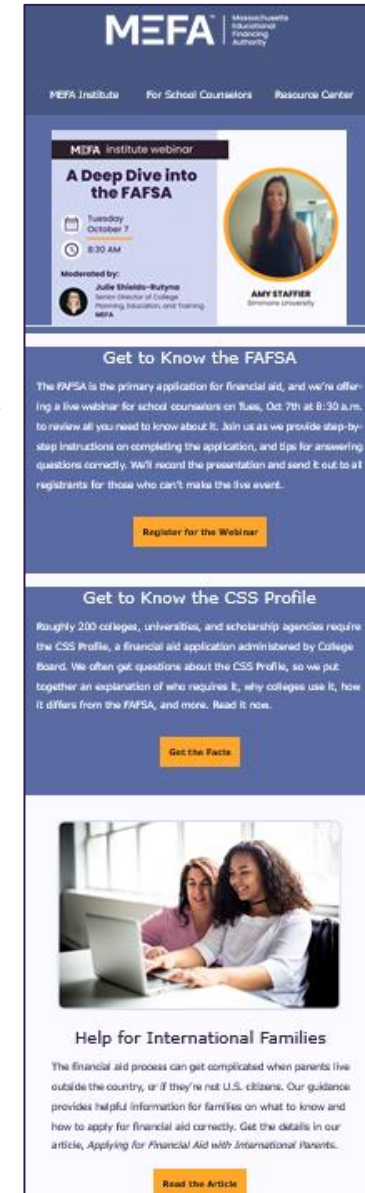 MEFA
Massachusetts
Educational
Financing
Authority
MEFA Institute For School Counselors Resource Center
MEFA institute webinar
A Deep Dive into
the FAFSA
Tuesday
October 7
8:30 AM
Moderated by:
Julie Shields-Rutyna
Senior Director of College
Planning, Education, and Training
MEFA
AMY STAFFIER
Simmons University
Get to Know the FAFSA
The FAFSA is the primary application for financial aid, and we're offer-
ing a live webinar for school counselors on Tues, Oct 7th at 8:30 a.m.
to review all you need to know about it. Join us as we provide step-by-
step instructions on completing the application, and tips for answering
questions correctly. We'll record the presentation and send it out to all
registrants for those who can't make the live event.
Register for the Webinar
Get to Know the CSS Profile
Roughly 200 colleges, universities, and scholarship agencies require
the CSS Profile, a financial aid application administered by College
Board. We often get questions about the CSS Profile, so we put
together an explanation of who requires it, why colleges use it, how
it differs from the FAFSA, and more. Read it now.
Get the Facts
Help for International Families
The financial aid process can get complicated when parents live
outside the country, or if they're not U.S. citizens. Our guidance
provides helpful information for families on what to know and
how to apply for financial aid correctly. Get the details in our
article, Applying for Financial Aid with International Parents.
Read the Article